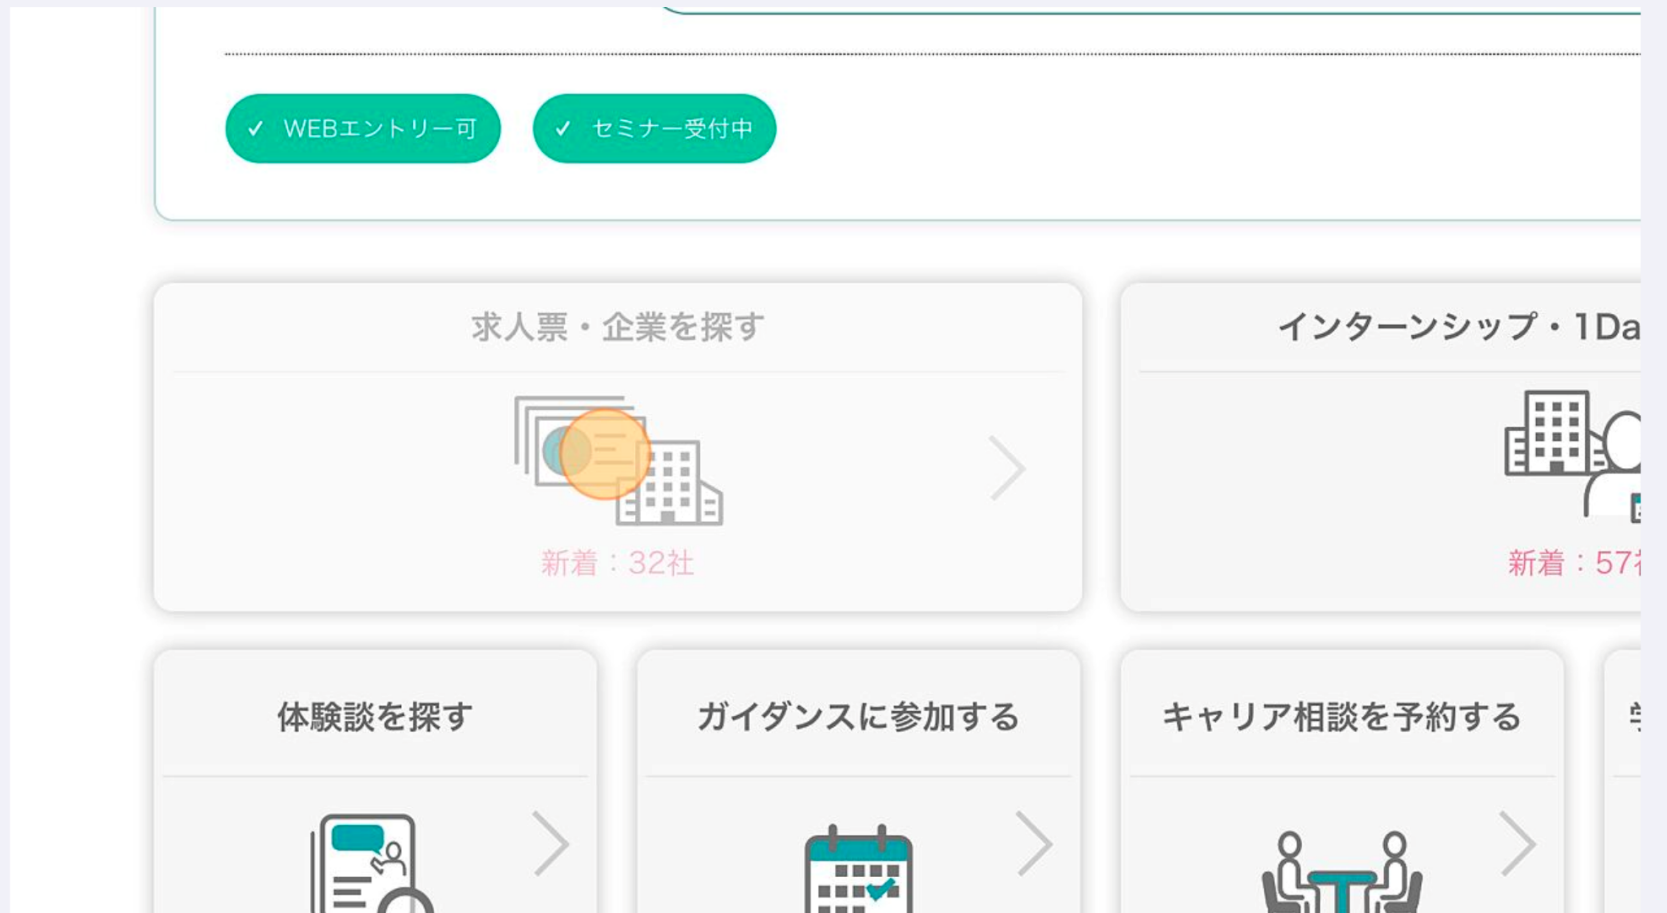 ✓ WEBエントリー可
✓ セミナー受付中
求人票・企業を探す
インターンシップ・1Da
新着：32社
新着：57
体験談を探す
ガイダンスに参加する
キャリア相談を予約する